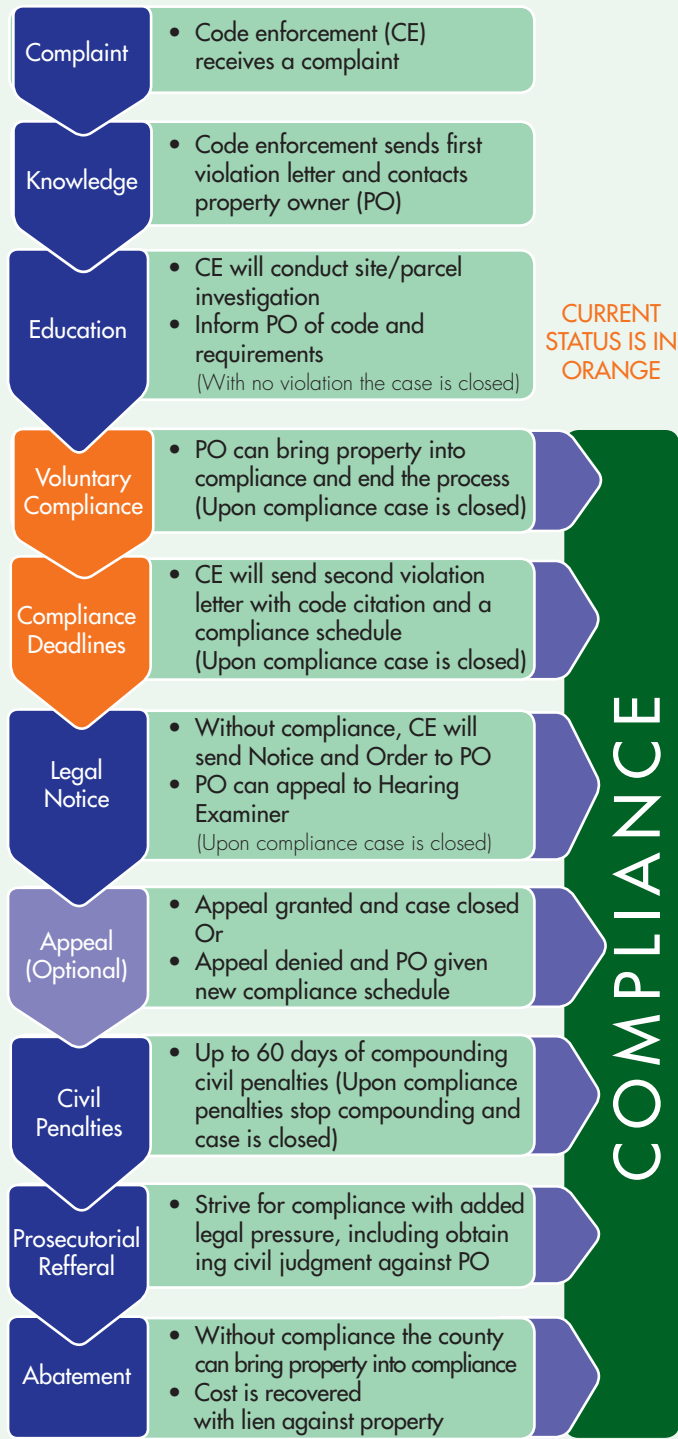 Complaint
• Code enforcement (CE)
receives a complaint
Knowledge
• Code enforcement sends first
violation letter and contacts
property owner (PO)
Education
• CE will conduct site/parcel
investigation
• Inform PO of code and
requirements
(With no violation the case is closed)
CURRENT
STATUS IS IN
ORANGE
Voluntary
Compliance
• PO can bring property into
compliance and end the process
(Upon compliance case is closed)
Compliance
Deadlines
• CE will send second violation
letter with code citation and a
compliance schedule
(Upon compliance case is closed)
Legal
Notice
• Without compliance, CE will
send Notice and Order to PO
• PO can appeal to Hearing
Examiner
(Upon compliance case is closed)
Appeal
(Optional)
• Appeal granted and case closed
Or
• Appeal denied and PO given
new compliance schedule
Civil
Penalties
• Up to 60 days of compounding
civil penalties (Upon compliance
penalties stop compounding and
case is closed)
Prosecutorial
Refferal
• Strive for compliance with added
legal pressure, including obtain
ing civil judgment against PO
Abatement
• Without compliance the county
can bring property into compliance
• Cost is recovered
with lien against property
COMPLIANCE